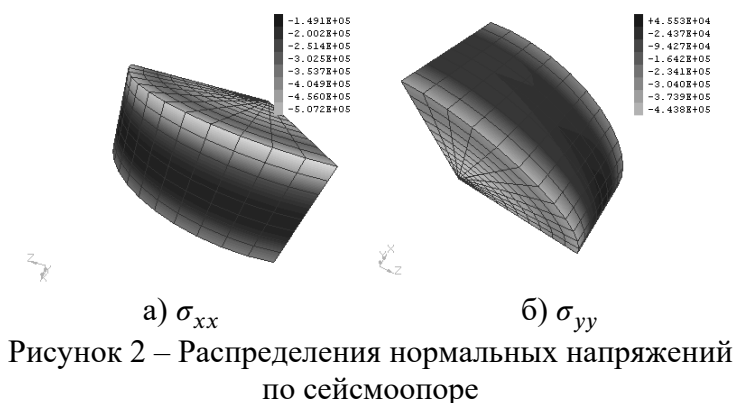 -1.491E+05
-2.002E+05
-2.514E+05
-3.025E+05
-3.537E+05
-4.049E+05
-4.560E+05
-5.072E+05
+4.553E+04
-2.437E+04
-9.427E+04
-1.642E+05
-2.341E+05
-3.040E+05
-3.739E+05
-4.438E+05
Z
X
Z
а) σxx
б) σyy
Рисунок 2 – Распределения нормальных напряжений
по сейсмоопоре